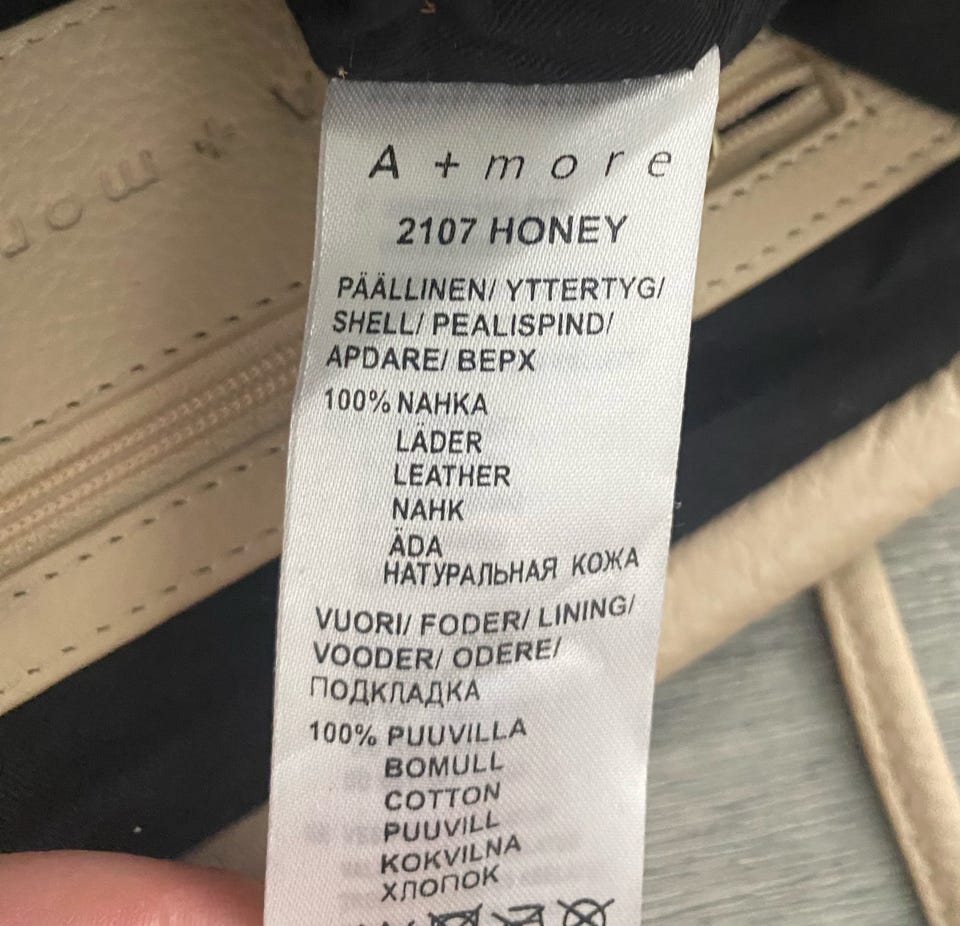 A + more
2107 HONEY
PÄÄLLINEN/ YTTERTYG/
SHELL/ PEALISPIND/
APDARE/ ВЕРХ
100% NAHKA
LÄDER
LEATHER
NAHK
ĀDA
НАТУРАЛЬНАЯ КОЖА
VUORI/ FODER/ LINING/
VOODER/ ODERE/
ПОДКЛАДКА
100% PUUVILLA
BOMULL
COTTON
PUUVILL
KOKVILNA
ХЛОПОК